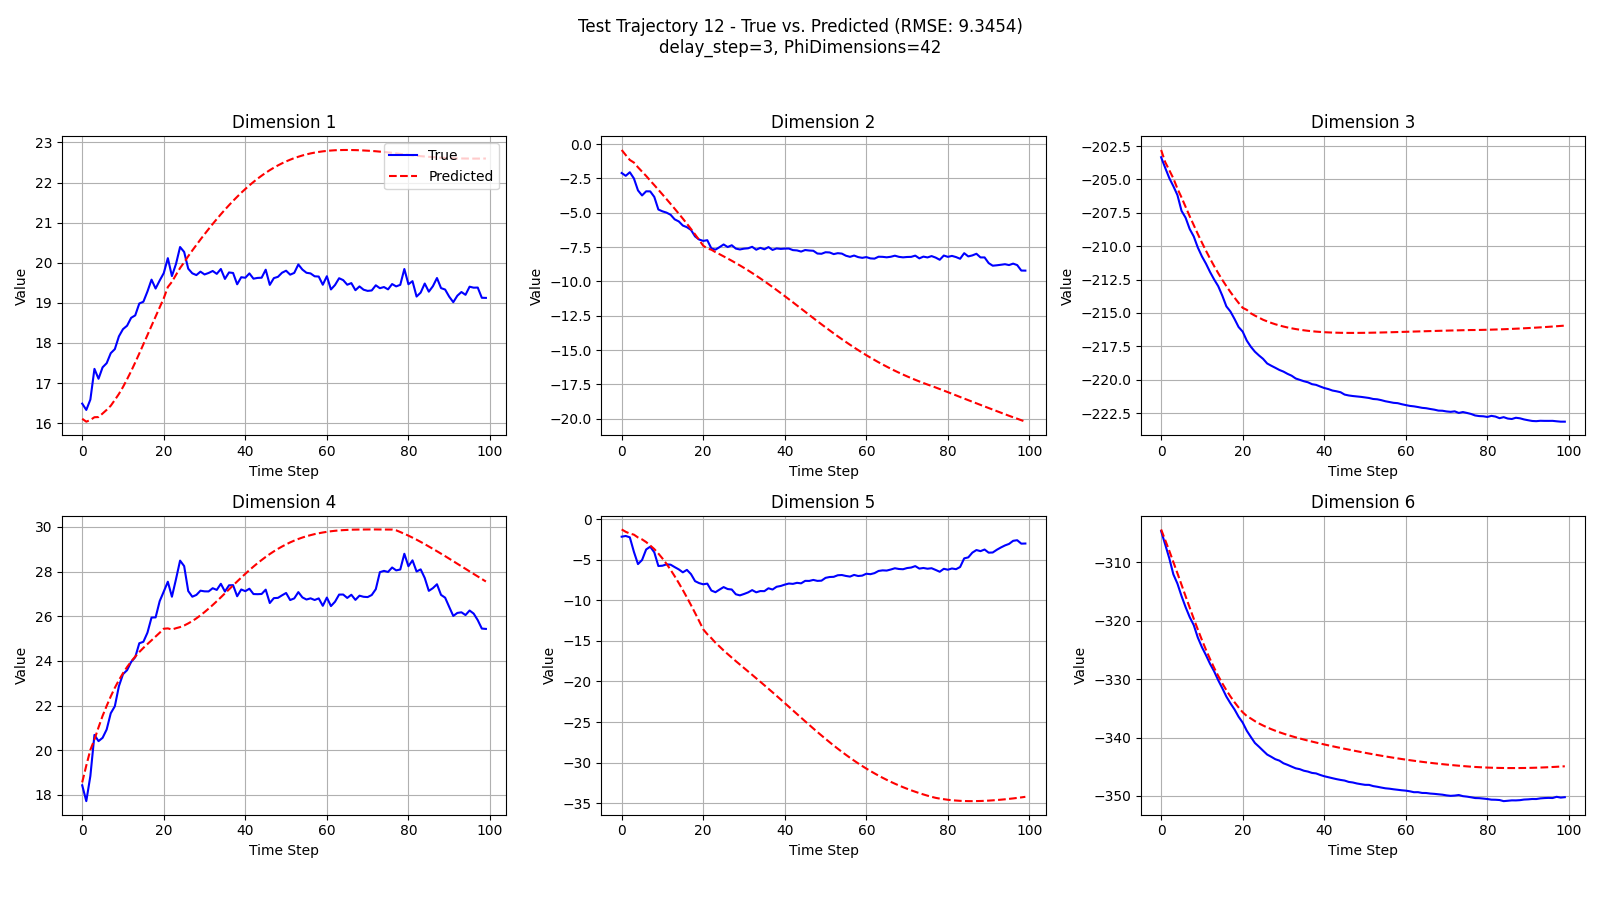 Test Trajectory 12 - True vs. Predicted (RMSE: 9.3454)
delay_step=3, PhiDimensions=42
Dimension 1
23
22
21
20
19
18
17
16
Value
0 20 40 60 80 100
Time Step
True
Predicted
Dimension 2
0.0
−2.5
−5.0
−7.5
−10.0
−12.5
−15.0
−17.5
−20.0
Value
0 20 40 60 80 100
Time Step
Dimension 3
−202.5
−205.0
−207.5
−210.0
−212.5
−215.0
−217.5
−220.0
−222.5
Value
0 20 40 60 80 100
Time Step
Dimension 4
30
28
26
24
22
20
18
Value
0 20 40 60 80 100
Time Step
Dimension 5
0
−5
−10
−15
−20
−25
−30
−35
Value
0 20 40 60 80 100
Time Step
Dimension 6
−310
−320
−330
−340
−350
Value
0 20 40 60 80 100
Time Step